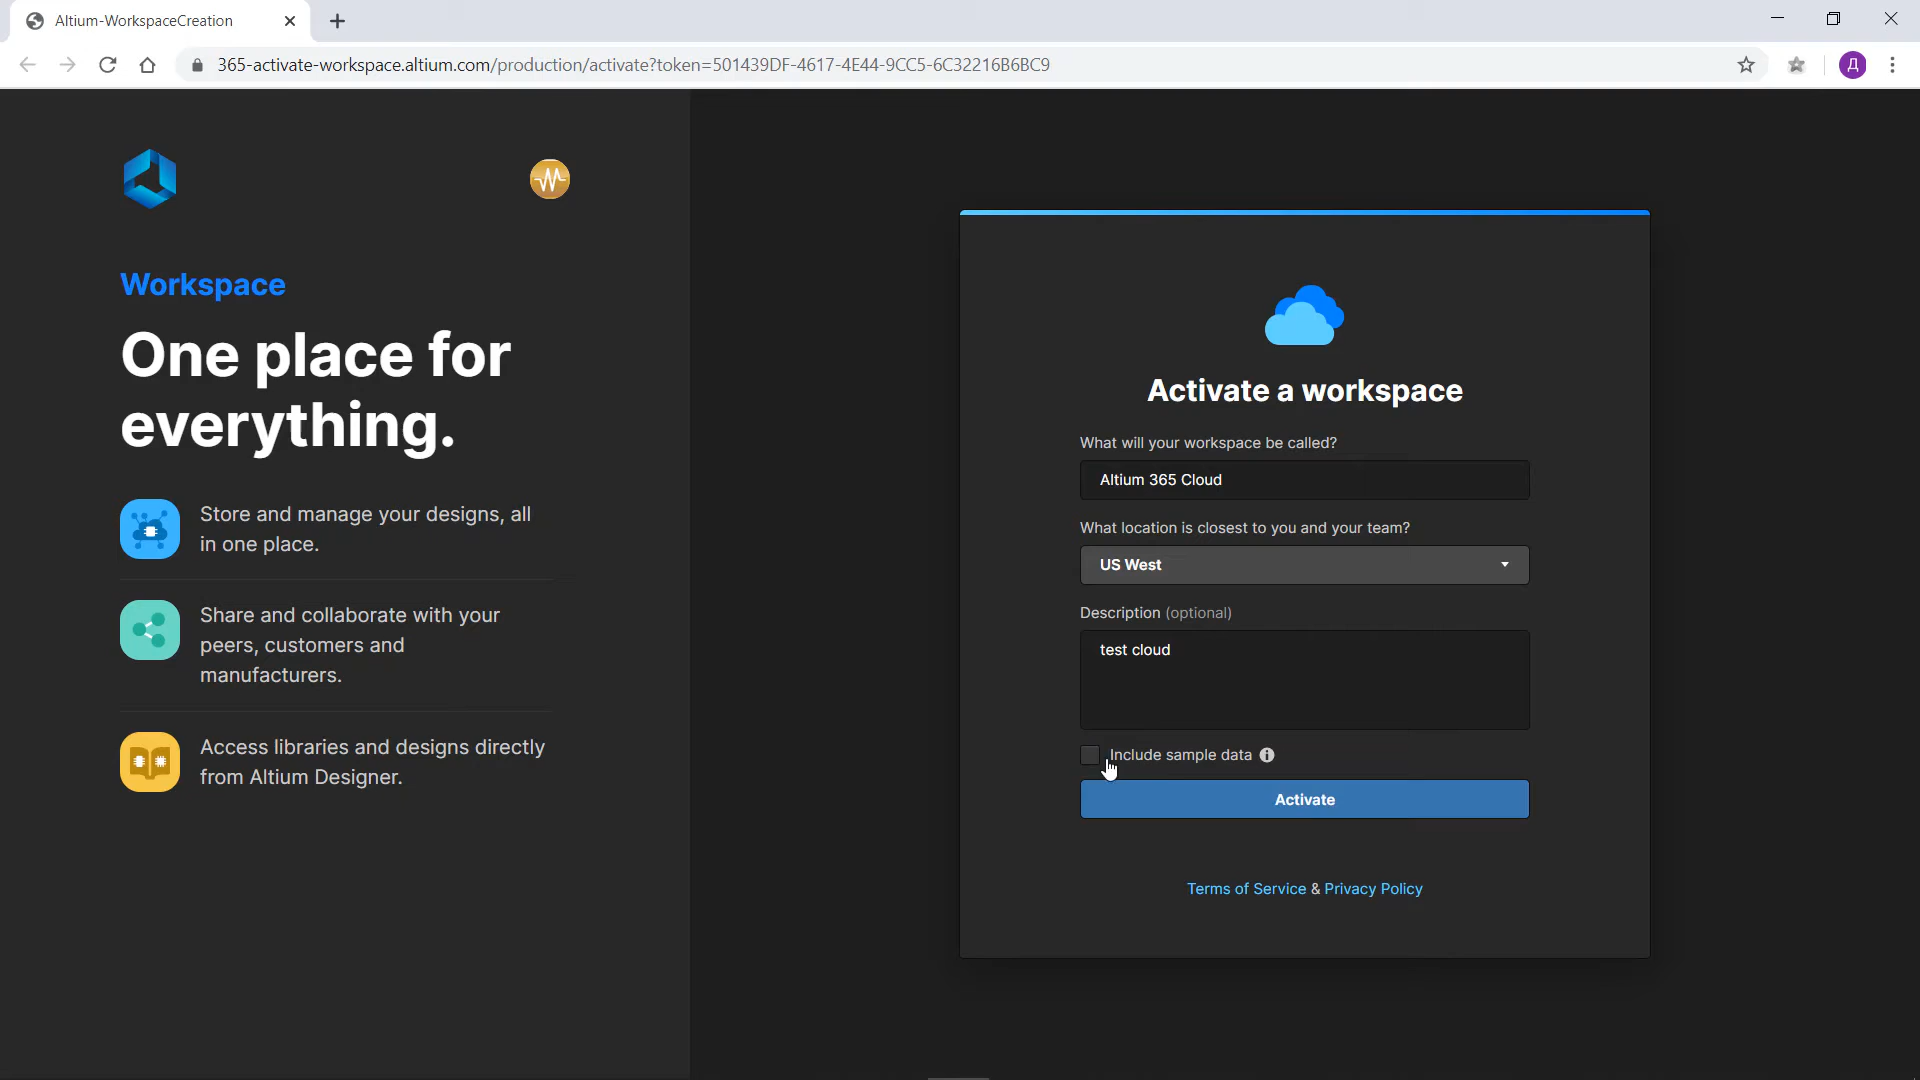 Altium-WorkspaceCreation
365-activate-workspace.altium.com/production/activate?token=501439DF-4617-4E44-9CC5-6C32216B6BC9
Д
Workspace
One place for
everything.
Store and manage your designs, all
in one place.
Share and collaborate with your
peers, customers and
manufacturers.
Access libraries and designs directly
from Altium Designer.
Activate a workspace
What will your workspace be called?
Altium 365 Cloud
What location is closest to you and your team?
US West
Description (optional)
test cloud
Include sample data
Activate
Terms of Service & Privacy Policy